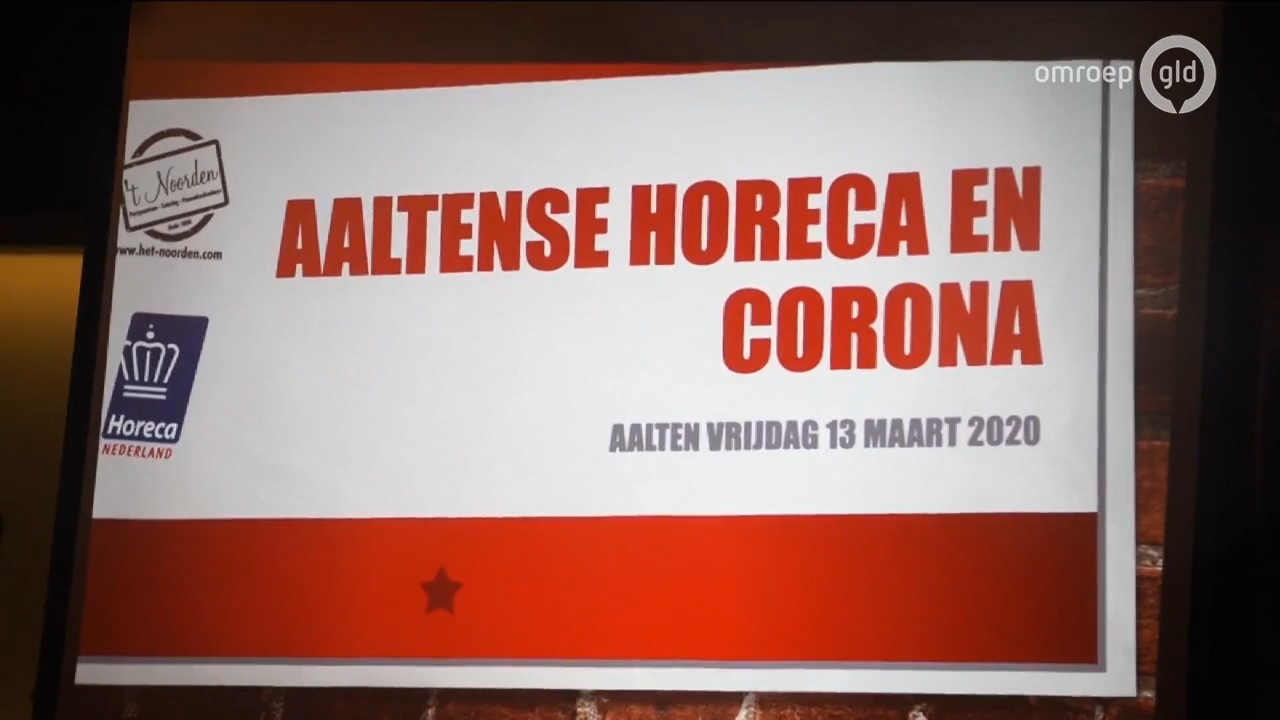 omroep gld
't Noorden
www.het-noorden.com
AALTENSE HORECA EN
CORONA
Horeca
NEDERLAND
AALTEN VRIJDAG 13 MAART 2020